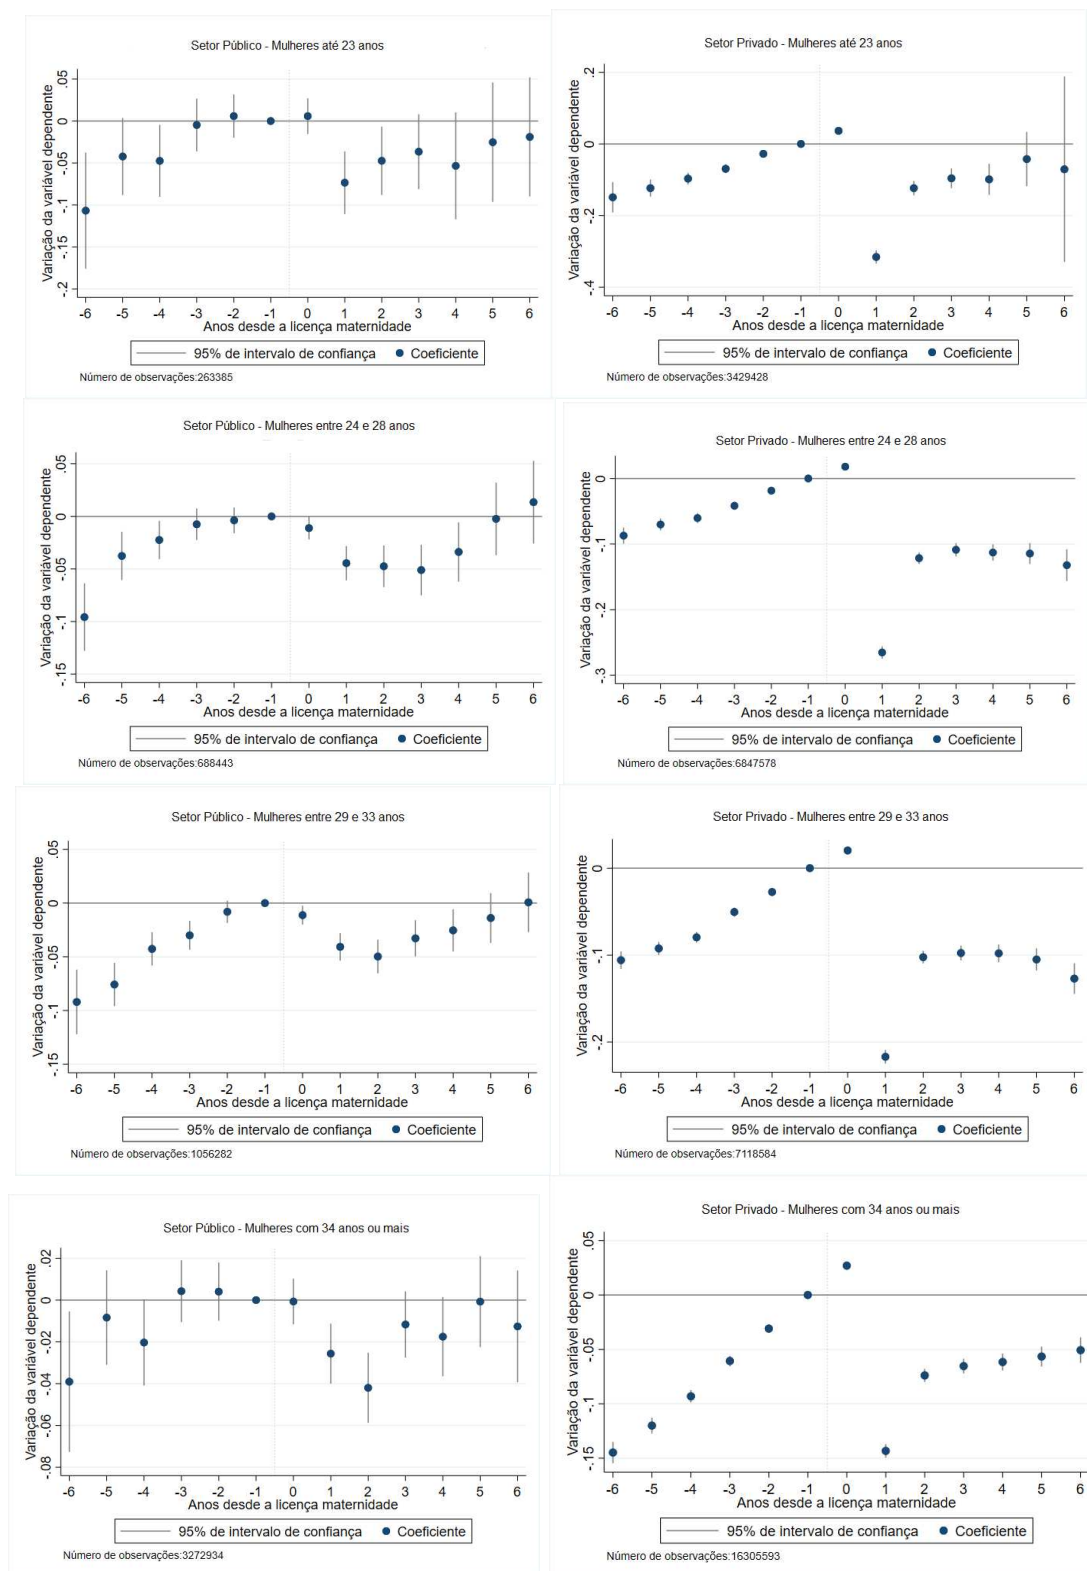 Setor Público - Mulheres até 23 anos
Variação da variável dependente
.05
0
-.05
-.1
-.15
-.2
-6 -5 -4 -3 -2 -1 0 1 2 3 4 5 6
Anos desde a licença maternidade
95% de intervalo de confiança Coeficiente
Número de observações:263385
Setor Privado - Mulheres até 23 anos
Variação da variável dependente
.2
0
-.2
-.4
-6 -5 -4 -3 -2 -1 0 1 2 3 4 5 6
Anos desde a licença maternidade
95% de intervalo de confiança Coeficiente
Número de observações:3429428
Setor Público - Mulheres entre 24 e 28 anos
Variação da variável dependente
.05
0
-.05
-.1
-.15
-6 -5 -4 -3 -2 -1 0 1 2 3 4 5 6
Anos desde a licença maternidade
95% de intervalo de confiança Coeficiente
Número de observações:688443
Setor Privado - Mulheres entre 24 e 28 anos
Variação da variável dependente
0
-.1
-.2
-.3
-6 -5 -4 -3 -2 -1 0 1 2 3 4 5 6
Anos desde a licença maternidade
95% de intervalo de confiança Coeficiente
Número de observações:6847578
Setor Público - Mulheres entre 29 e 33 anos
Variação da variável dependente
.05
0
-.05
-.1
-.15
-6 -5 -4 -3 -2 -1 0 1 2 3 4 5 6
Anos desde a licença maternidade
95% de intervalo de confiança Coeficiente
Número de observações:1056282
Setor Privado - Mulheres entre 29 e 33 anos
Variação da variável dependente
0
-.1
-.2
-6 -5 -4 -3 -2 -1 0 1 2 3 4 5 6
Anos desde a licença maternidade
95% de intervalo de confiança Coeficiente
Número de observações:7118584
Setor Público - Mulheres com 34 anos ou mais
Variação da variável dependente
.02
0
-.02
-.04
-.06
-.08
-6 -5 -4 -3 -2 -1 0 1 2 3 4 5 6
Anos desde a licença maternidade
95% de intervalo de confiança Coeficiente
Número de observações:3272934
Setor Privado - Mulheres com 34 anos ou mais
Variação da variável dependente
.05
0
-.05
-.1
-.15
-6 -5 -4 -3 -2 -1 0 1 2 3 4 5 6
Anos desde a licença maternidade
95% de intervalo de confiança Coeficiente
Número de observações:16305593